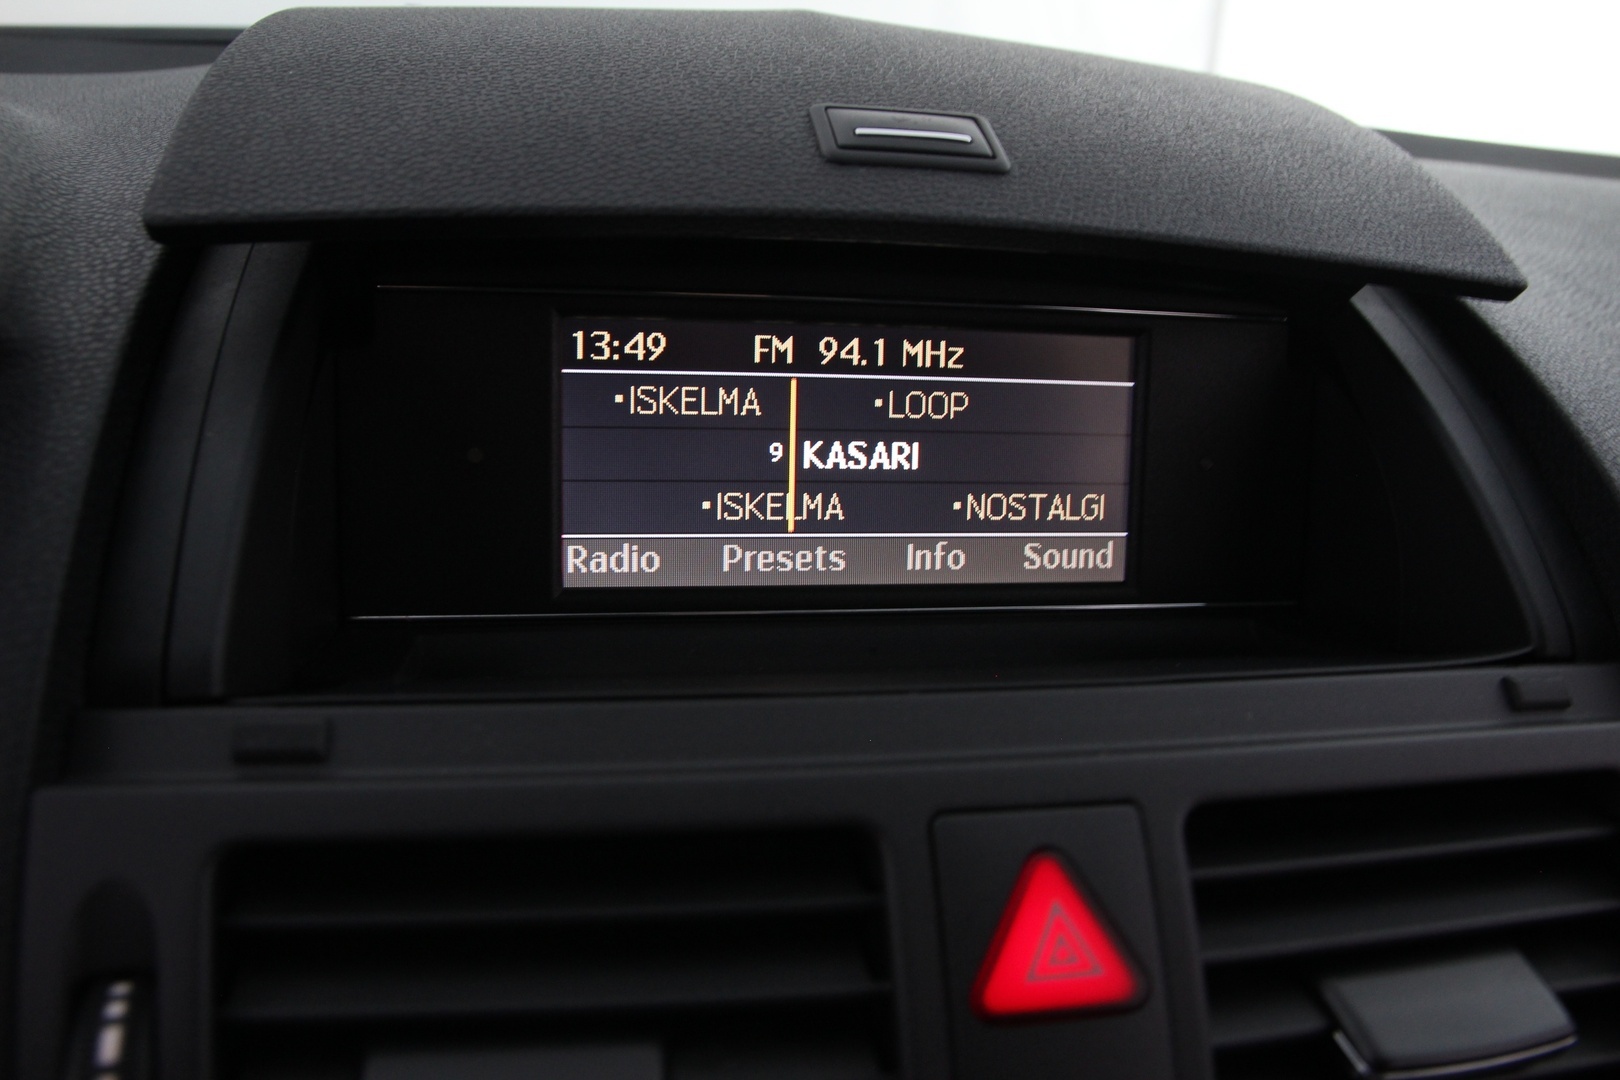 13:49 FM 94.1 MHz
·ISKELMA ·LOOP
9 KASARI
·ISKELMA ·NOSTALGI
Radio Presets Info Sound